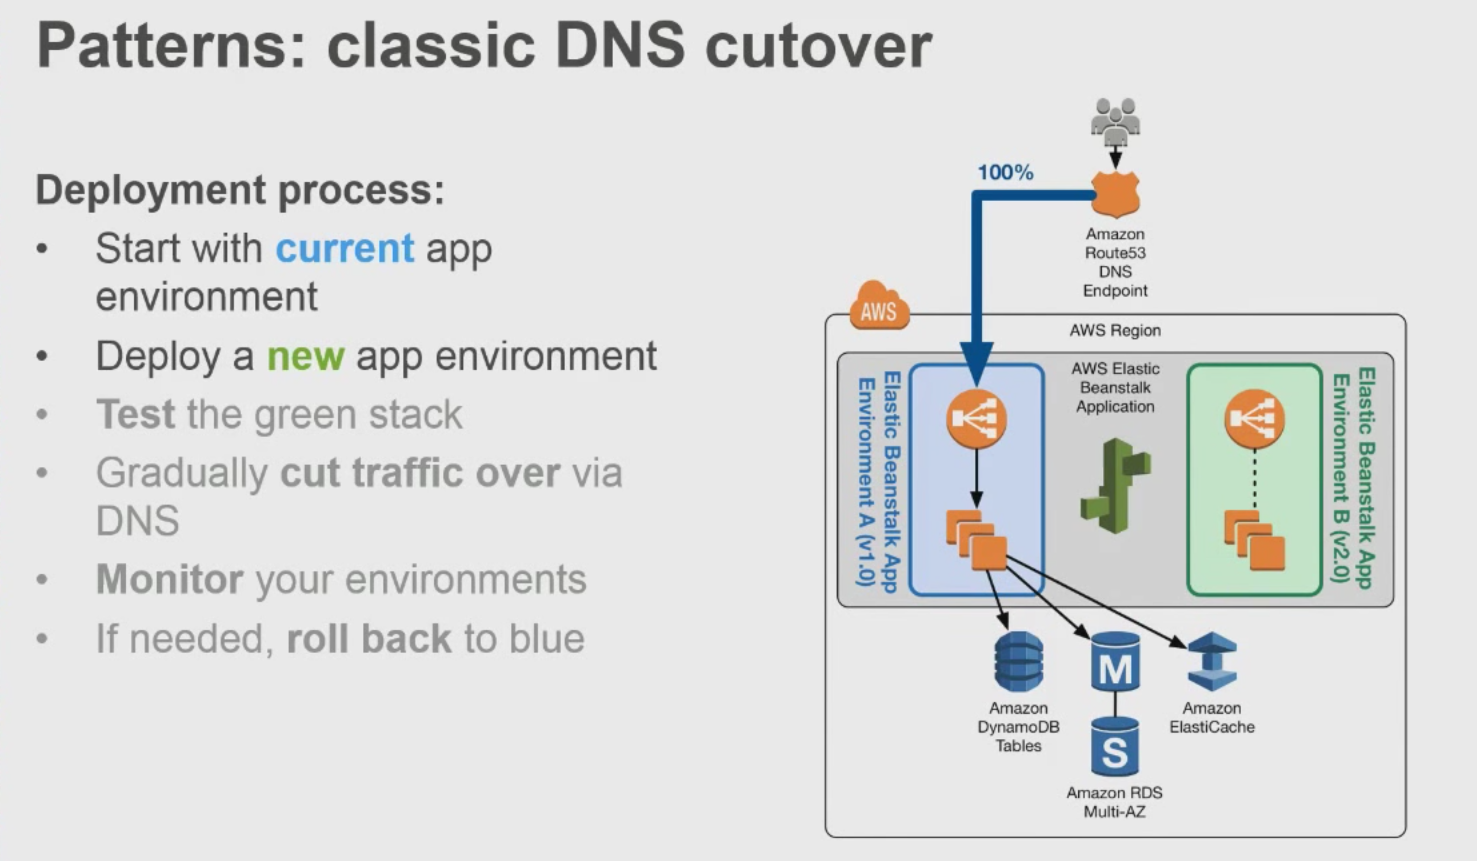 Patterns: classic DNS cutover
Deployment process:
• Start with current app
environment
• Deploy a new app environment
• Test the green stack
• Gradually cut traffic over via
DNS
• Monitor your environments
• If needed, roll back to blue
100%
Amazon
Route53
DNS
Endpoint
AWS
AWS Region
Elastic Beanstalk App
Environment A (v1.0)
AWS Elastic
Beanstalk
Application
Elastic Beanstalk App
Environment B (v2.0)
M
S
Amazon
DynamoDB
Tables
Amazon RDS
Multi-AZ
Amazon
ElastiCache